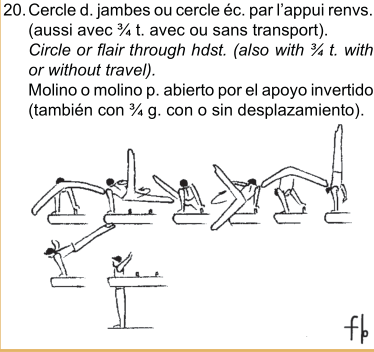 20. Cercle d. jambes ou cercle éc. par l'appui renvs.
(aussi avec ¾ t. avec ou sans transport).
Circle or flair through hdst. (also with ¾ t. with
or without travel).
Molino o molino p. abierto por el apoyo invertido
(también con ¾ g. con o sin desplazamiento).